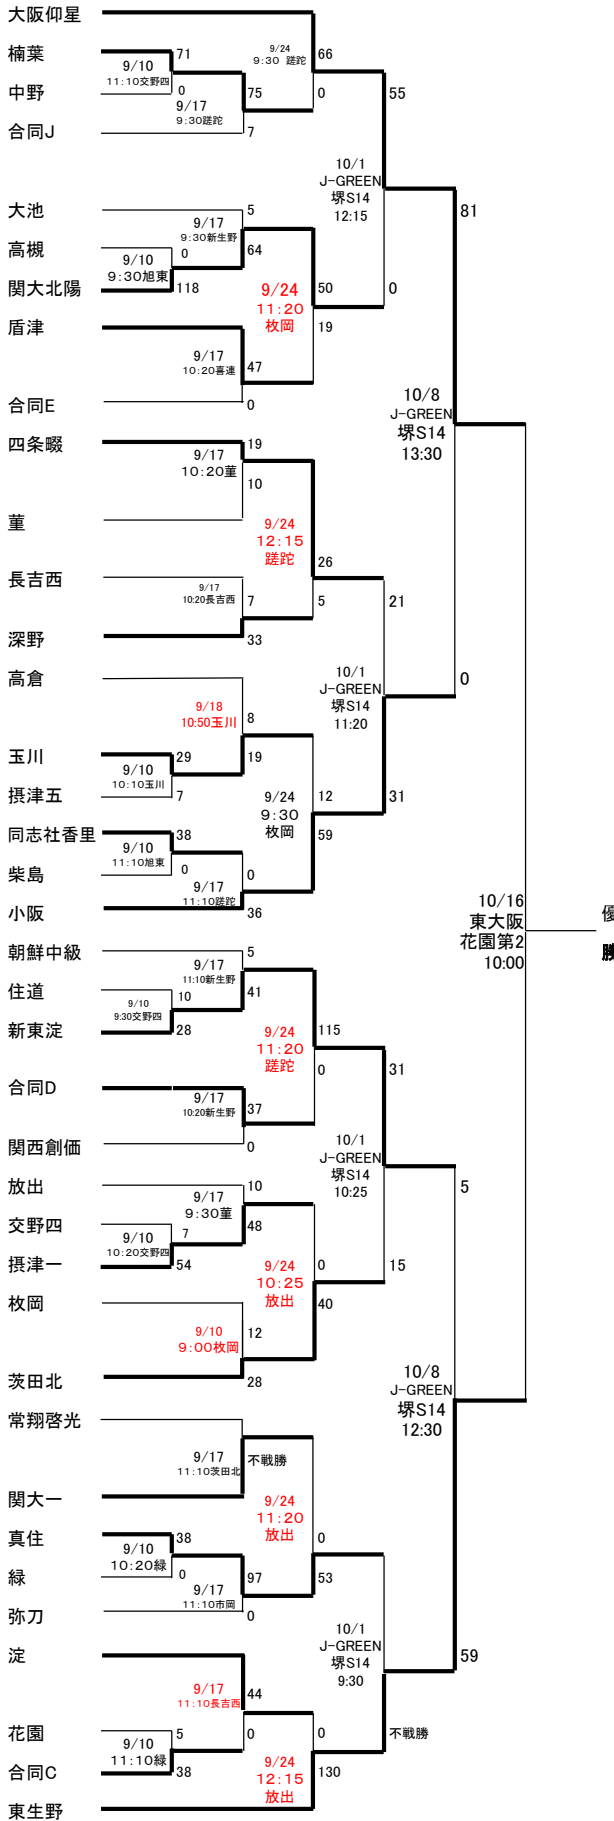 大阪仰星
楠葉
9/10
11:10交野四
71
0
中野
9/17
9:30蹉跎
75
7
合同J
9/24
9:30 蹉跎
66
0
55
10/1
J-GREEN
堺S14
12:15
81
大池
5
9/17
9:30新生野
64
高槻
0
9/10
9:30旭東
関大北陽
118
9/24
11:20
枚岡
50
19
0
盾津
9/17
10:20喜連
47
合同E
0
10/8
J-GREEN
堺S14
13:30
四条畷
19
9/17
10:20菫
10
菫
9/24
12:15
蹉跎
26
5
21
長吉西
9/17
10:20長吉西
7
深野
33
10/1
J-GREEN
堺S14
11:20
0
高倉
9/18
10:50玉川
8
玉川
29
19
9/10
10:10玉川
7
摂津五
9/24
9:30
枚岡
12
59
31
同志社香里
38
9/10
11:10旭東
0
0
柴島
9/17
11:10蹉跎
小阪
36
10/16
東大阪
花園第2
10:00
優
勝
朝鮮中級
5
9/17
11:10新生野
41
住道
10
9/10
9:30交野四
新東淀
28
9/24
11:20
蹉跎
115
0
31
合同D
9/17
10:20新生野
37
関西創価
0
10/1
J-GREEN
堺S14
10:25
5
放出
10
9/17
9:30菫
48
交野四
7
9/10
10:20交野四
摂津一
54
9/24
10:25
放出
0
40
15
枚岡
9/10
9:00枚岡
12
茨田北
28
10/8
J-GREEN
堺S14
12:30
常翔啓光
9/17
11:10茨田北
不戦勝
関大一
9/24
11:20
放出
0
53
真住
38
9/10
10:20緑
緑
0
97
9/17
11:10市岡
弥刀
0
10/1
J-GREEN
堺S14
9:30
59
淀
9/17
11:10長吉西
44
花園
5
0
0
不戦勝
9/10
11:10緑
合同C
38
9/24
12:15
放出
130
東生野